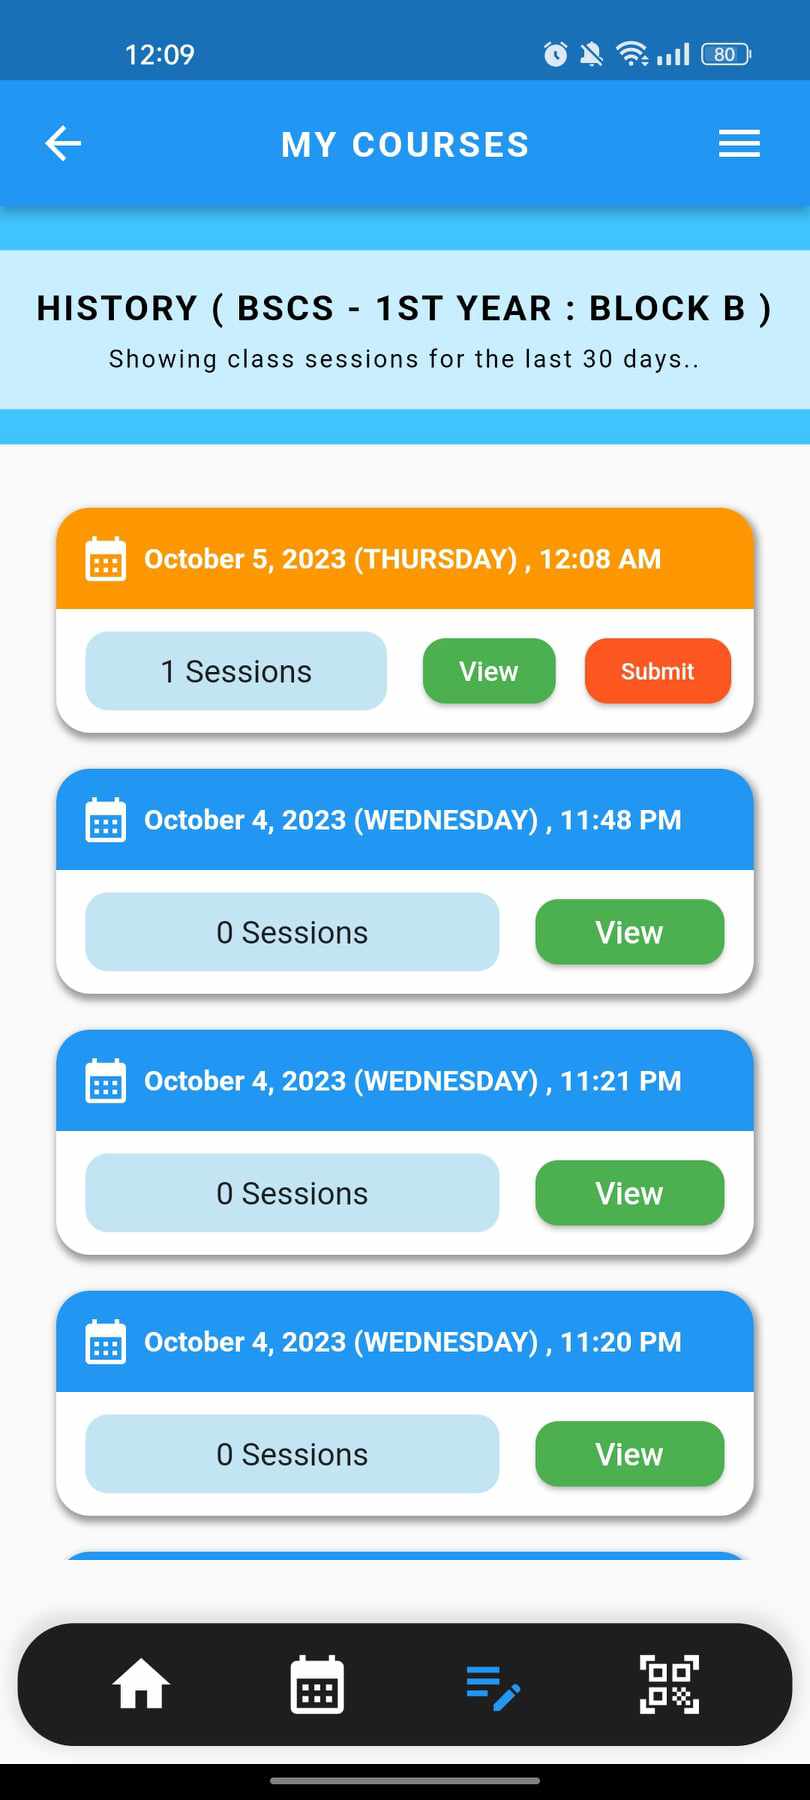 12:09
80
MY COURSES
HISTORY ( BSCS - 1ST YEAR : BLOCK B )
Showing class sessions for the last 30 days..
October 5, 2023 (THURSDAY) , 12:08 AM
1 Sessions
View
Submit
October 4, 2023 (WEDNESDAY) , 11:48 PM
0 Sessions
View
October 4, 2023 (WEDNESDAY) , 11:21 PM
0 Sessions
View
October 4, 2023 (WEDNESDAY) , 11:20 PM
0 Sessions
View